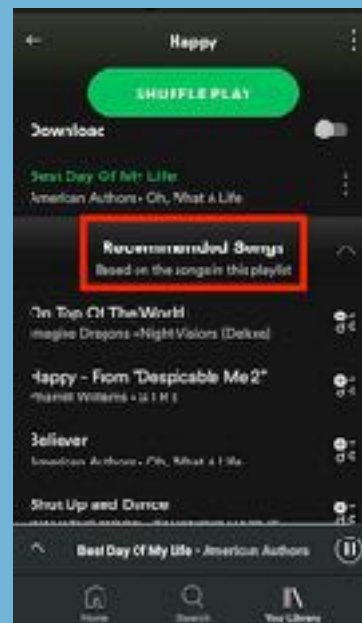 Happy
SHUFFLE PLAY
Download
Best Day Of My Life
American Authors • Oh, What A Life
Recommended Songs
Based on the songs in this playlist
On Top Of The World
Imagine Dragons • Night Visions (Deluxe)
Happy - From "Despicable Me 2"
Pharrell Williams • G I R L
Believer
American Authors • Oh, What A Life
Shut Up and Dance
Best Day Of My Life • American Authors
Home
Search
Your Library